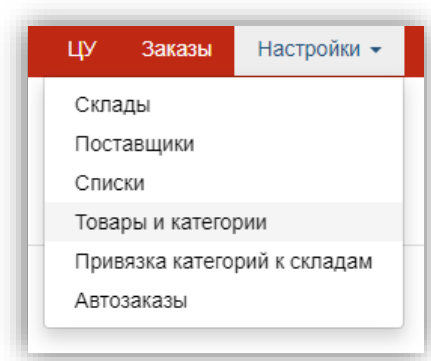 ЦУ Заказы Настройки
Склады
Поставщики
Списки
Товары и категории
Привязка категорий к складам
Автозаказы